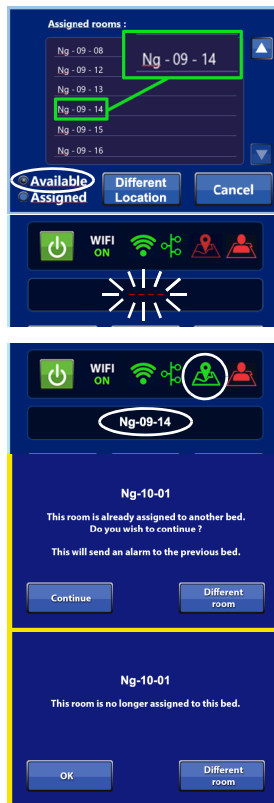 Assigned rooms :
Ng - 09 - 08
Ng - 09 - 12
Ng - 09 - 13
Ng - 09 - 14
Ng - 09 - 15
Ng - 09 - 16
Ng - 09 - 14
Available
Assigned
Different
Location
Cancel
WIFI
ON
----
WIFI
ON
Ng-09-14
Ng-10-01
This room is already assigned to another bed.
Do you wish to continue ?
This will send an alarm to the previous bed.
Continue
Different
room
Ng-10-01
This room is no longer assigned to this bed.
OK
Different
room